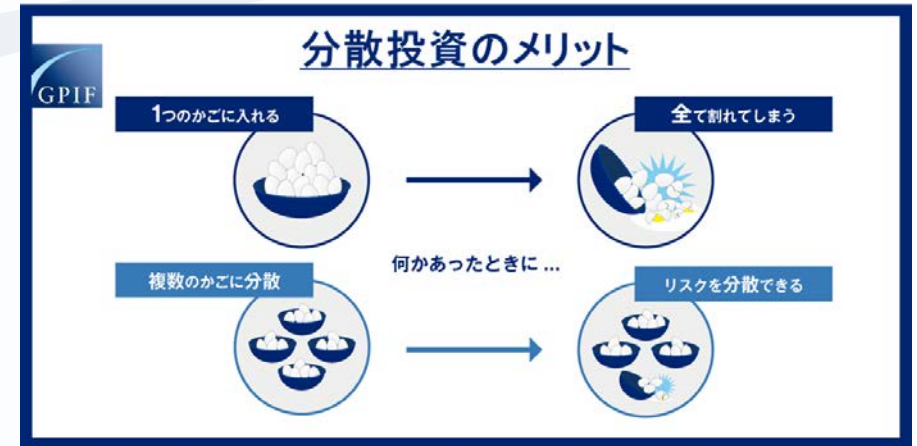 分散投資のメリット
GPIF
1つのかごに入れる
全て割れてしまう
何かあったときに ...
複数のかごに分散
リスクを分散できる